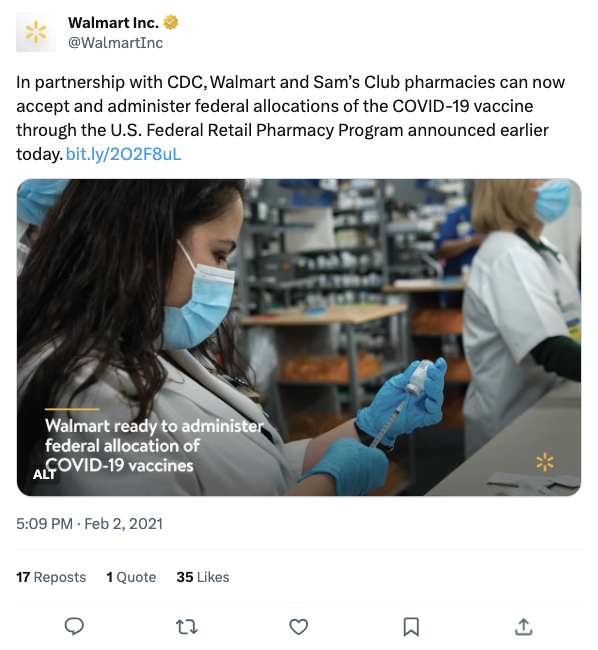 Walmart Inc.
@WalmartInc
In partnership with CDC, Walmart and Sam's Club pharmacies can now
accept and administer federal allocations of the COVID-19 vaccine
through the U.S. Federal Retail Pharmacy Program announced earlier
today. bit.ly/2O2F8uL
Walmart ready to administer
federal allocation of
COVID-19 vaccines
ALT
5:09 PM · Feb 2, 2021
17 Reposts 1 Quote 35 Likes